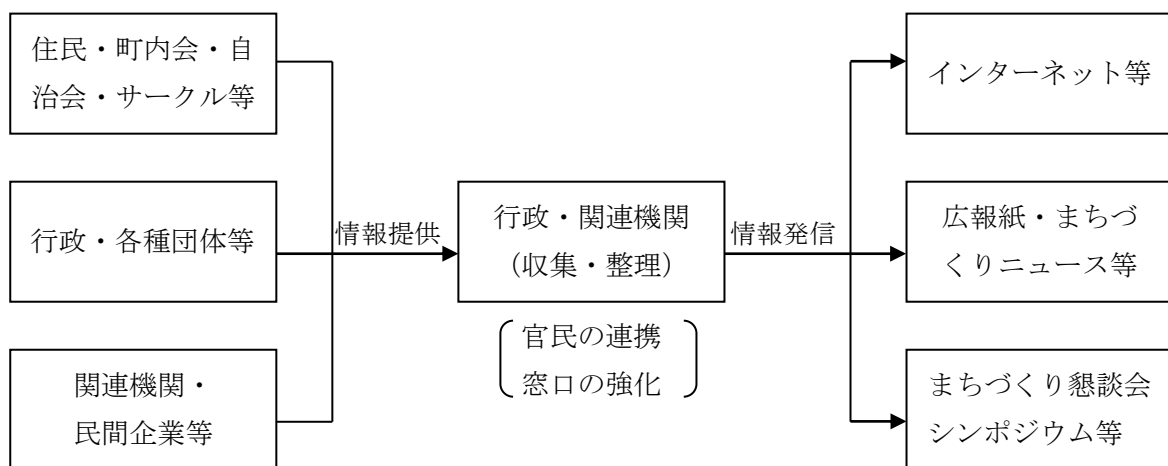 住民・町内会・自
治会・サークル等
行政・各種団体等
関連機関・
民間企業等
情報提供
行政・関連機関
（収集・整理）
官民の連携
窓口の強化
情報発信
インターネット等
広報紙・まちづ
くりニュース等
まちづくり懇談会
シンポジウム等